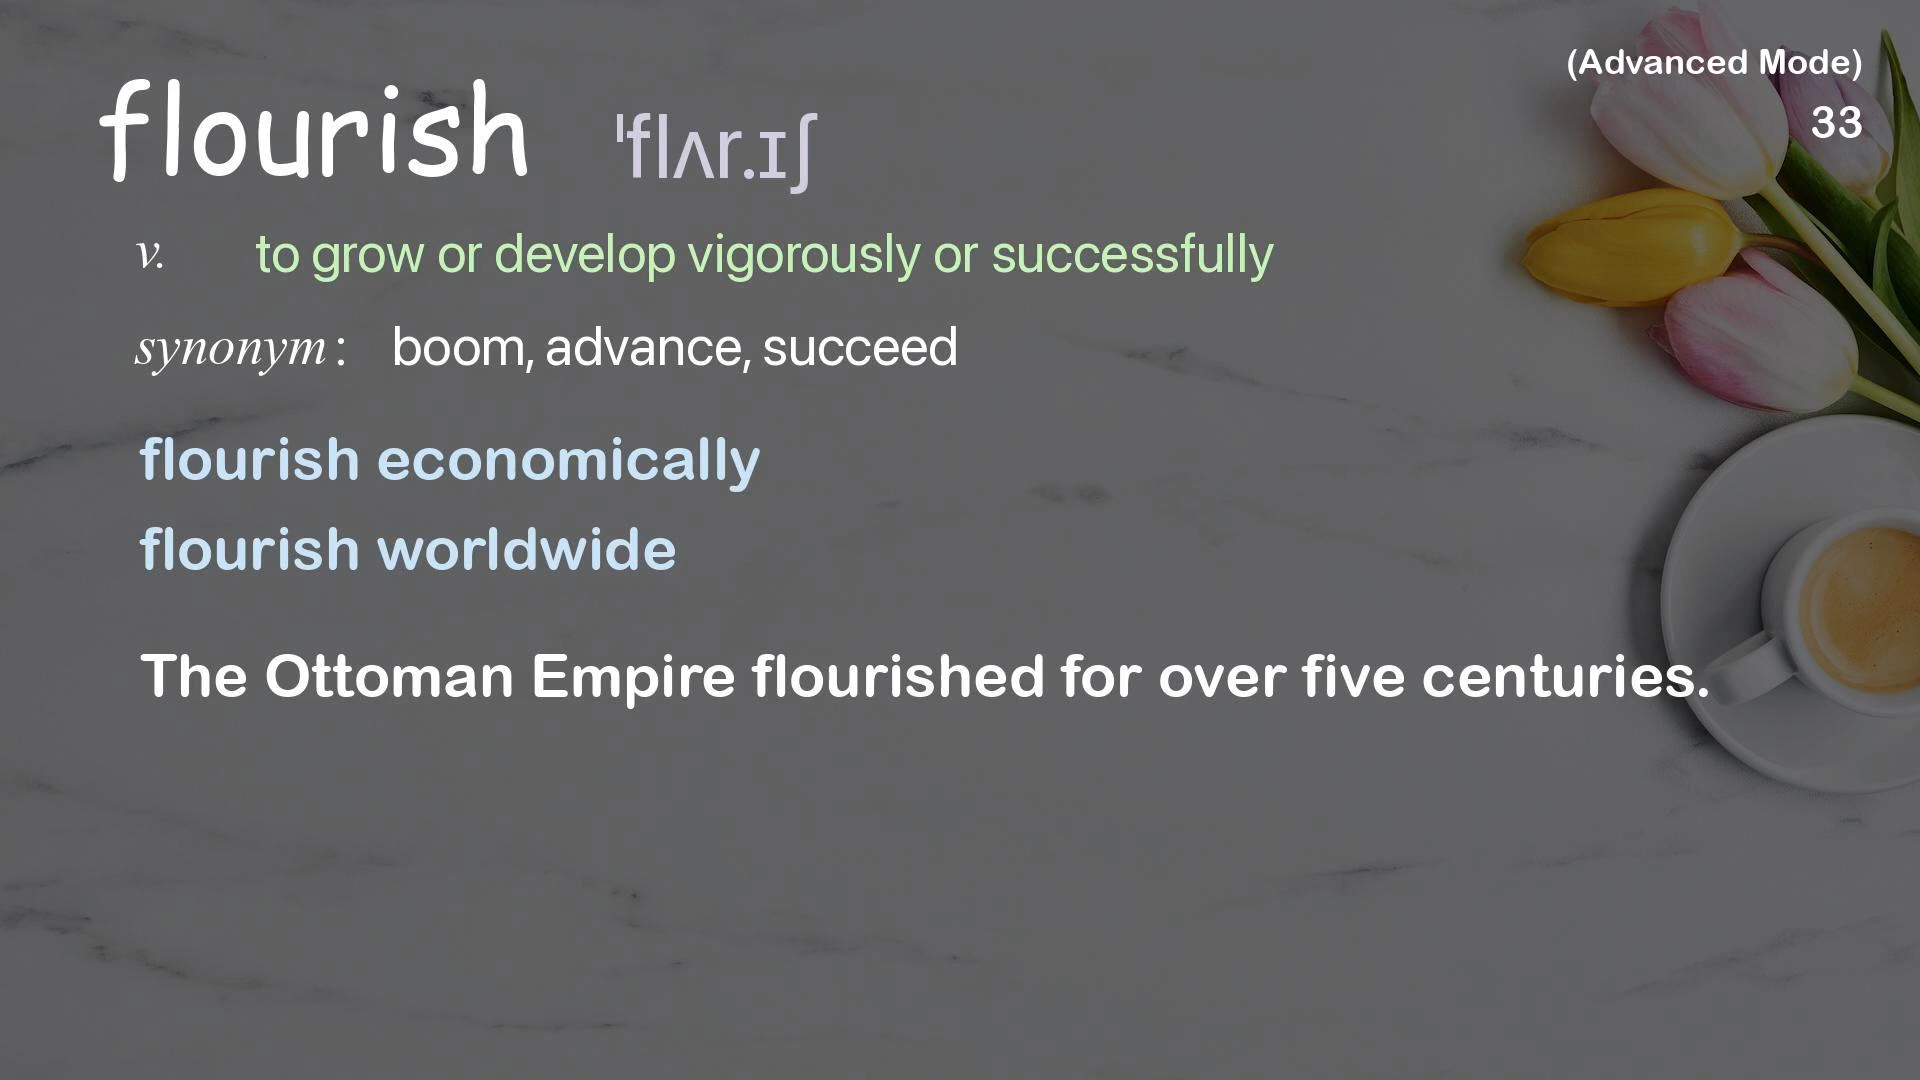 (Advanced Mode)
33
flourish ˈflʌr.ɪʃ
v. to grow or develop vigorously or successfully
synonym: boom, advance, succeed
flourish economically
flourish worldwide
The Ottoman Empire flourished for over five centuries.